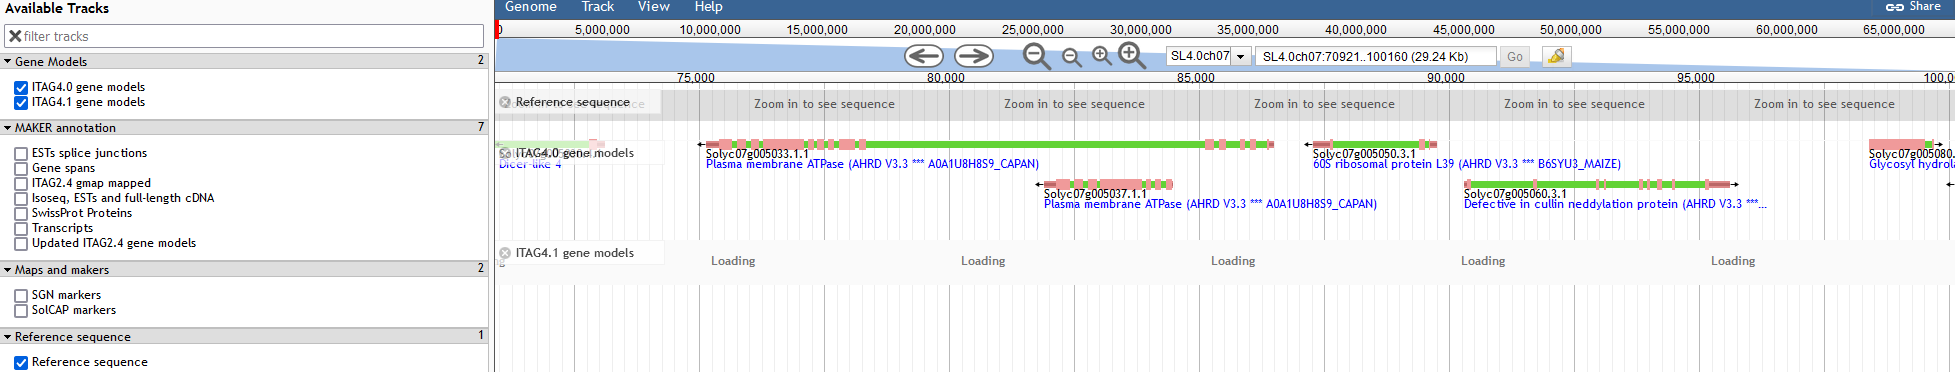 Available Tracks
filter tracks
Gene Models 2
ITAG4.0 gene models
ITAG4.1 gene models
MAKER annotation 7
ESTs splice junctions
Gene spans
ITAG2.4 gmap mapped
Isoseq, ESTs and full-length cDNA
SwissProt Proteins
Transcripts
Updated ITAG2.4 gene models
Maps and makers 2
SGN markers
SolCAP markers
Reference sequence 1
Reference sequence
Genome Track View Help Share
0 5,000,000 10,000,000 15,000,000 20,000,000 25,000,000 30,000,000 35,000,000 40,000,000 45,000,000 50,000,000 55,000,000 60,000,000 65,000,000
SL4.0ch07 SL4.0ch07:70921..100160 (29.24 Kb) Go
75,000 80,000 85,000 90,000 95,000 100,0
Reference sequence Zoom in to see sequence Zoom in to see sequence Zoom in to see sequence Zoom in to see sequence Zoom in to see sequence
ITAG4.0 gene models
Dicer-like 4
Solyc07g005033.1.1
Plasma membrane ATPase (AHRD V3.3 *** A0A1U8H8S9_CAPAN)
Solyc07g005050.3.1
60S ribosomal protein L39 (AHRD V3.3 *** B6SYU3_MAIZE)
Solyc07g005080.
Glycosyl hydrol
Solyc07g005037.1.1
Plasma membrane ATPase (AHRD V3.3 *** A0A1U8H8S9_CAPAN)
Solyc07g005060.3.1
Defective in cullin neddylation protein (AHRD V3.3 ***...
ITAG4.1 gene models
Loading Loading Loading Loading Loading